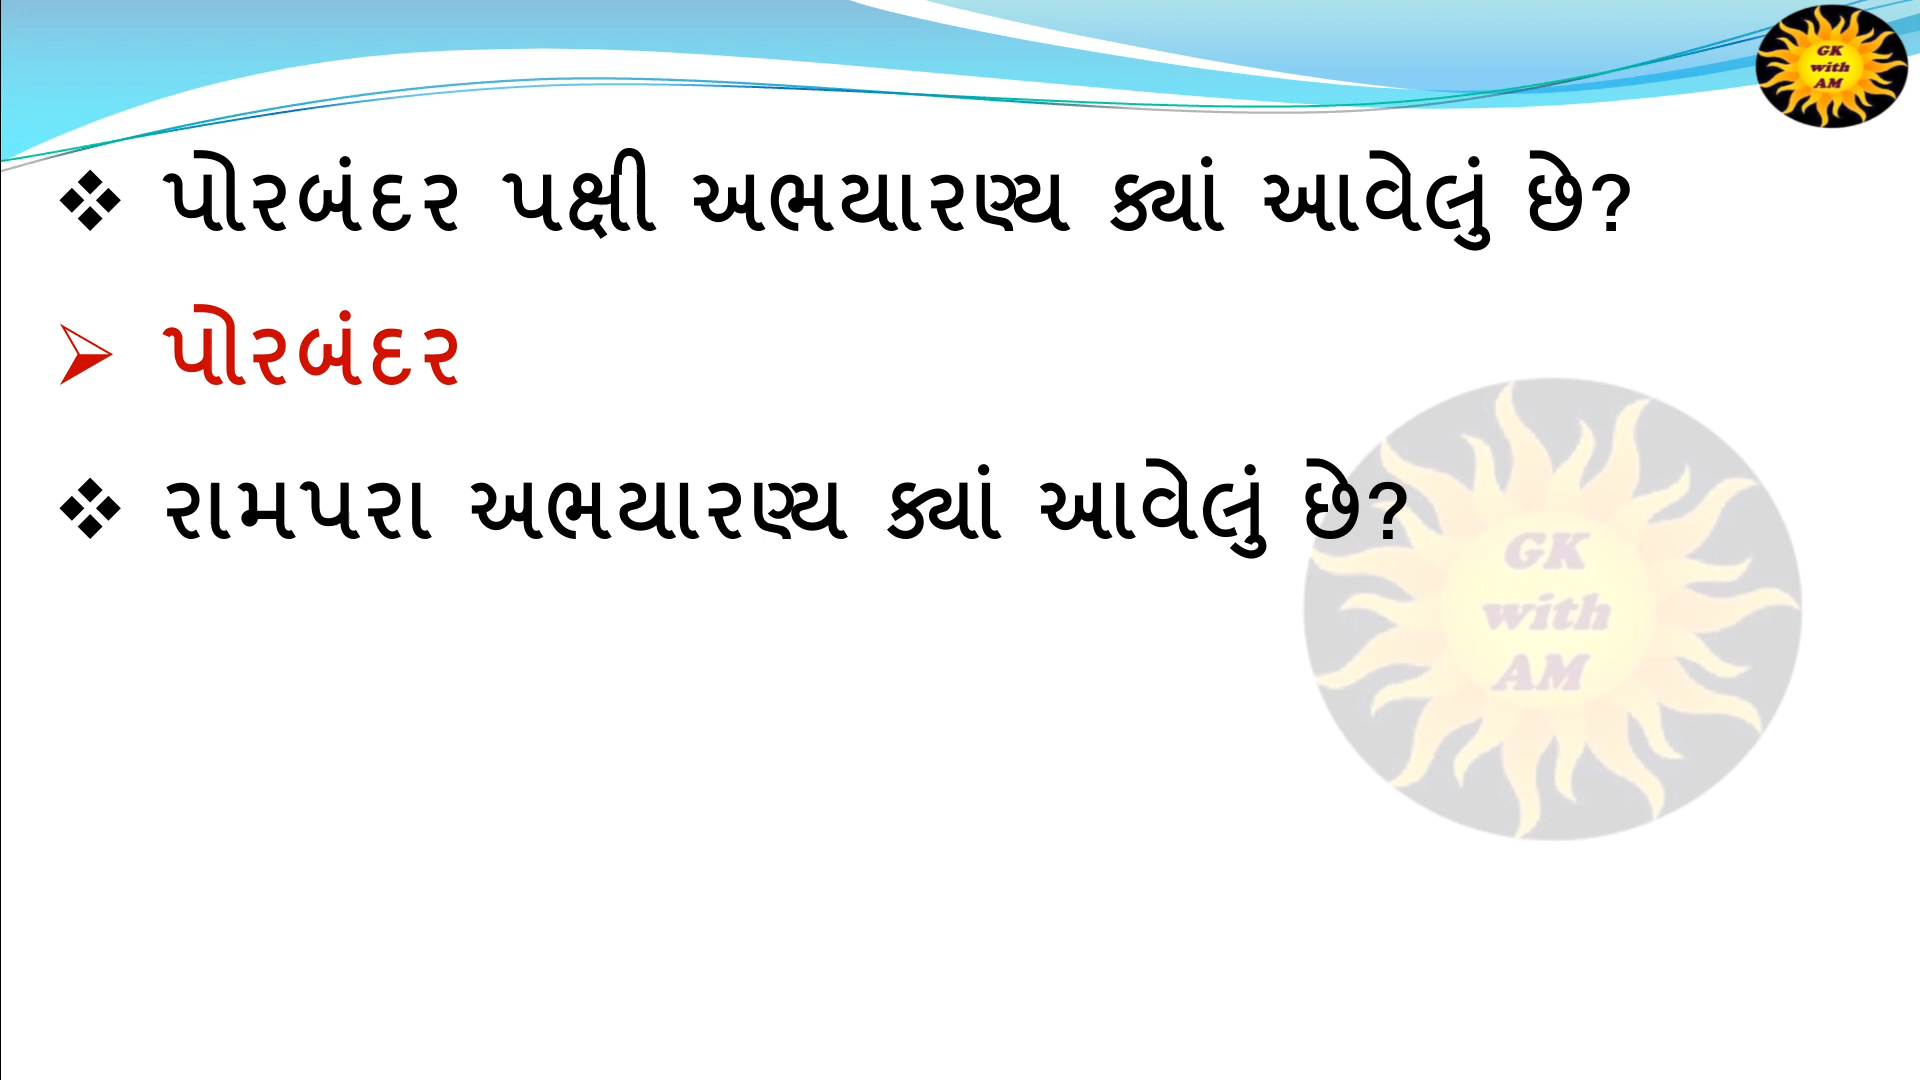 GK
with
AM
❖ પોરબંદર પક્ષી અભયારણ્ય ક્યાં આવેલું છે?
➢ પોરબંદર
❖ રામપરા અભયારણ્ય ક્યાં આવેલું છે?
GK
with
AM